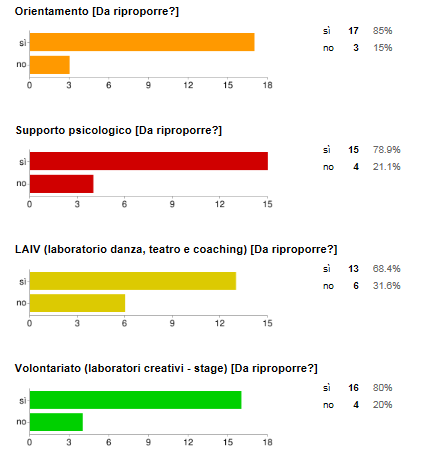 Orientamento [Da riproporre?]
sì 17 85%
no 3 15%
sì
no
0 3 6 9 12 15 18
Supporto psicologico [Da riproporre?]
sì 15 78.9%
no 4 21.1%
sì
no
0 3 6 9 12 15
LAIV (laboratorio danza, teatro e coaching) [Da riproporre?]
sì 13 68.4%
no 6 31.6%
sì
no
0 3 6 9 12 15
Volontariato (laboratori creativi - stage) [Da riproporre?]
sì 16 80%
no 4 20%
sì
no
0 3 6 9 12 15 18